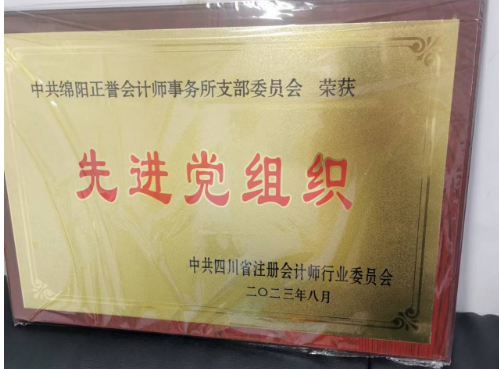 中共绵阳正誉会计师事务所支部委员会 荣获
先进党组织
中共四川省注册会计师行业委员会
二〇二三年八月